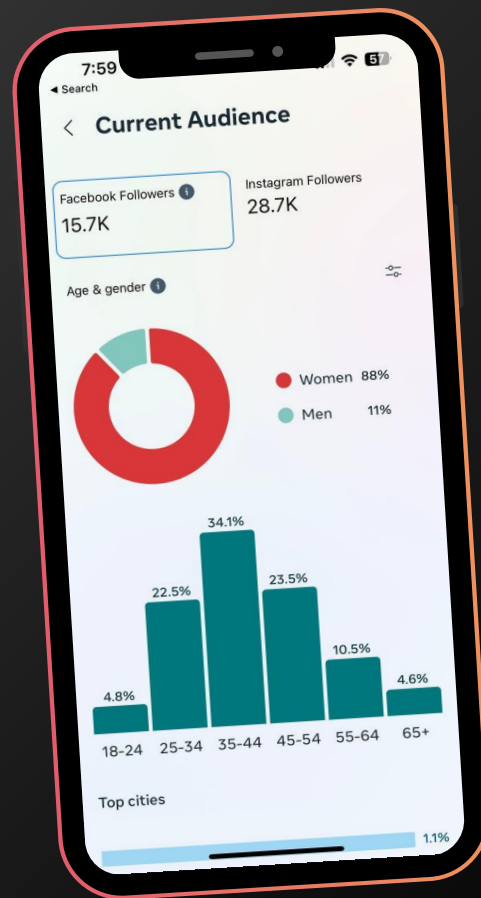 7:59
57
Search
Current Audience
Facebook Followers i
15.7K
Instagram Followers
28.7K
Age & gender i
Women 88%
Men 11%
34.1%
22.5%
23.5%
10.5%
4.8%
4.6%
18-24 25-34 35-44 45-54 55-64 65+
Top cities
1.1%